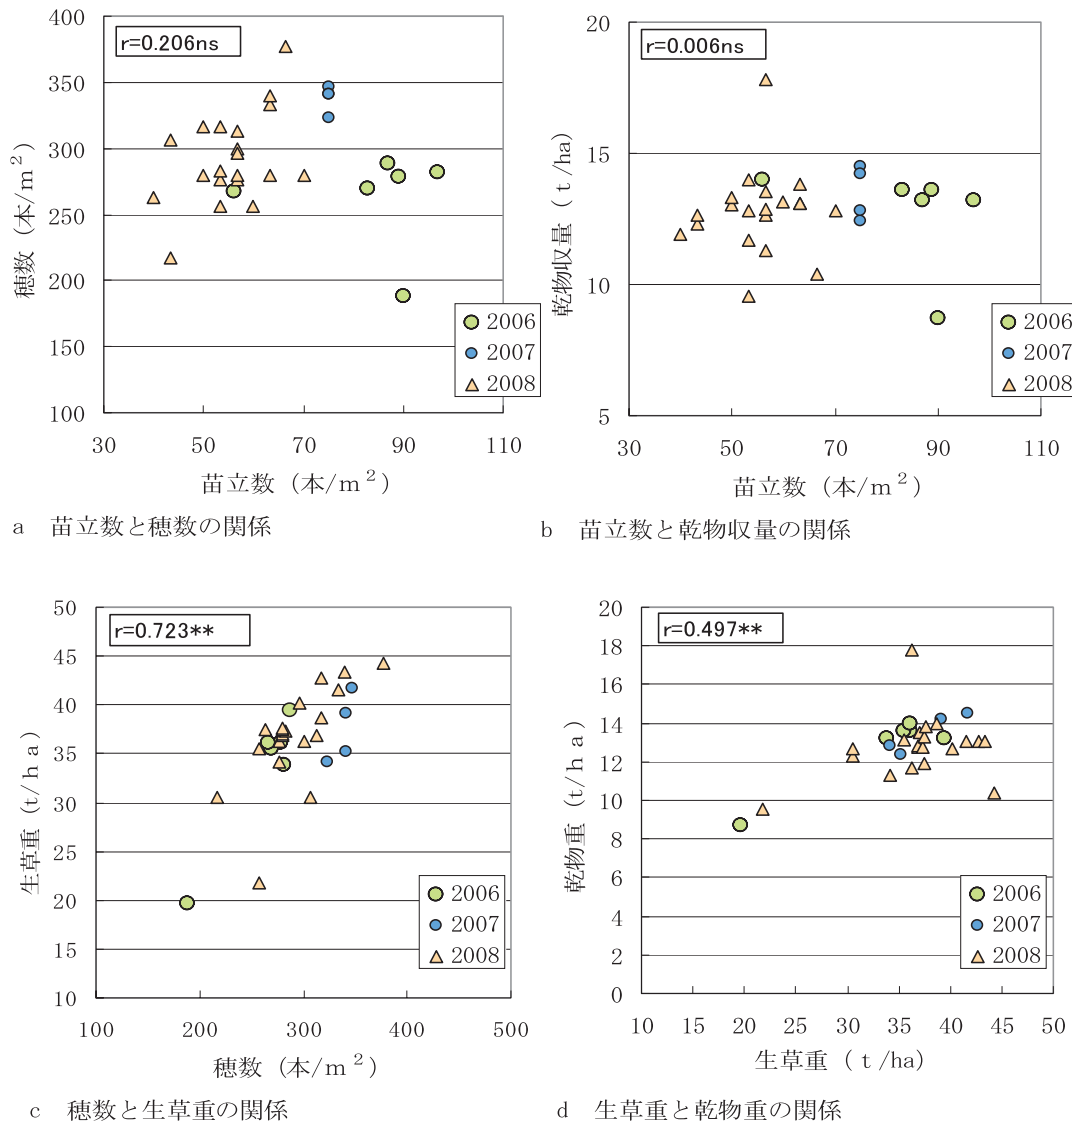 r=0.206ns
400
350
300
250
200
150
100
穂数（本/m²）
30 50 70 90 110
苗立数（本/m²）
2006
2007
2008
a 苗立数と穂数の関係
r=0.006ns
20
15
10
5
乾物収量（t/ha）
30 50 70 90 110
苗立数（本/m²）
2006
2007
2008
b 苗立数と乾物収量の関係
r=0.723**
50
45
40
35
30
25
20
15
10
生草重（t/ha）
100 200 300 400 500
穂数（本/m²）
2006
2007
2008
c 穂数と生草重の関係
r=0.497**
20
18
16
14
12
10
8
6
4
2
0
乾物重（t/ha）
10 15 20 25 30 35 40 45 50
生草重（t/ha）
2006
2007
2008
d 生草重と乾物重の関係